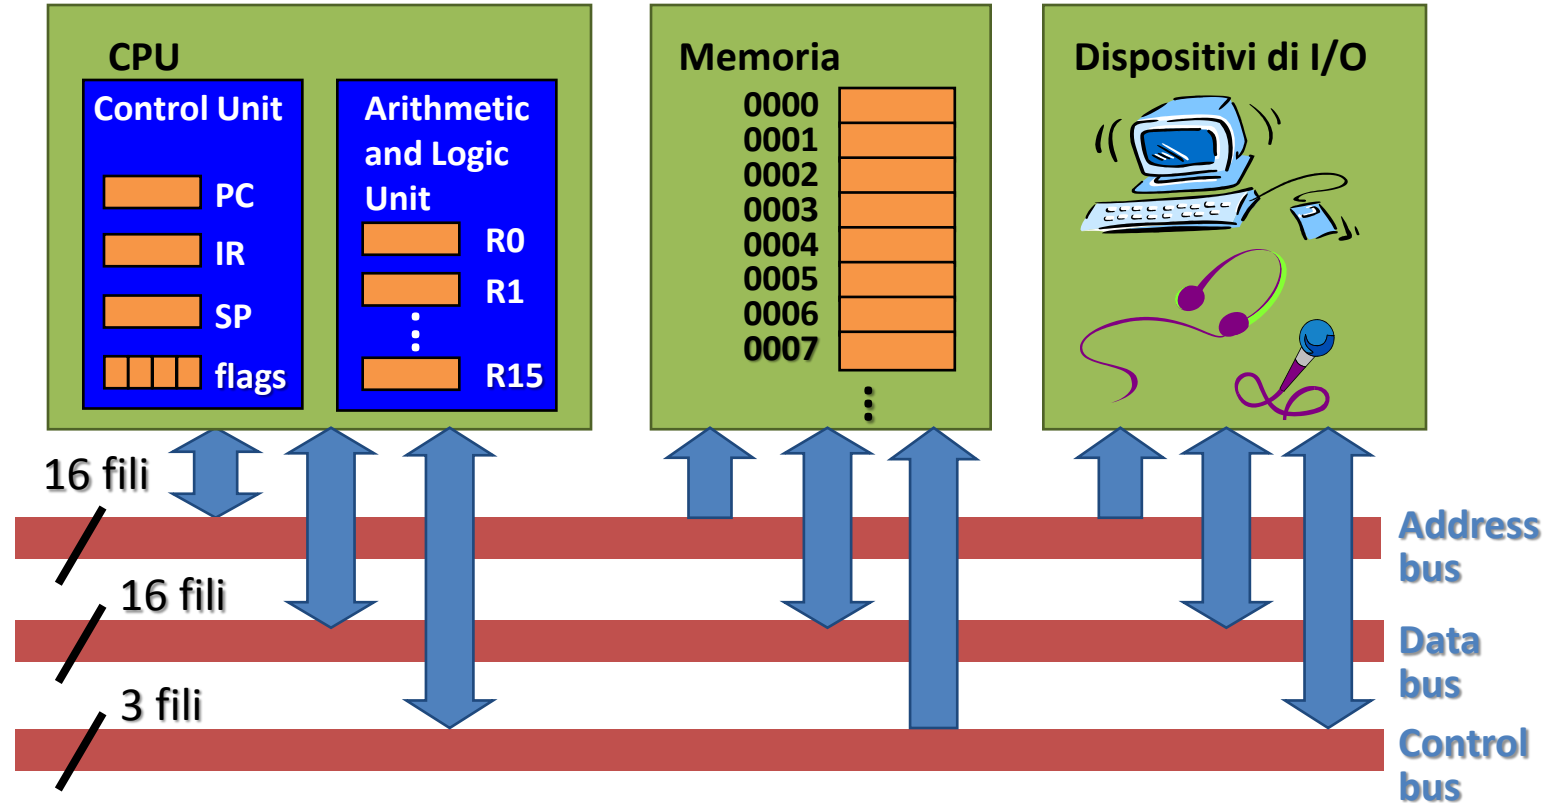 CPU
Control Unit
PC
IR
SP
flags
Arithmetic
and Logic
Unit
R0
R1
R15
Memoria
0000
0001
0002
0003
0004
0005
0006
0007
Dispositivi di I/O
16 fili
Address
bus
16 fili
Data
bus
3 fili
Control
bus